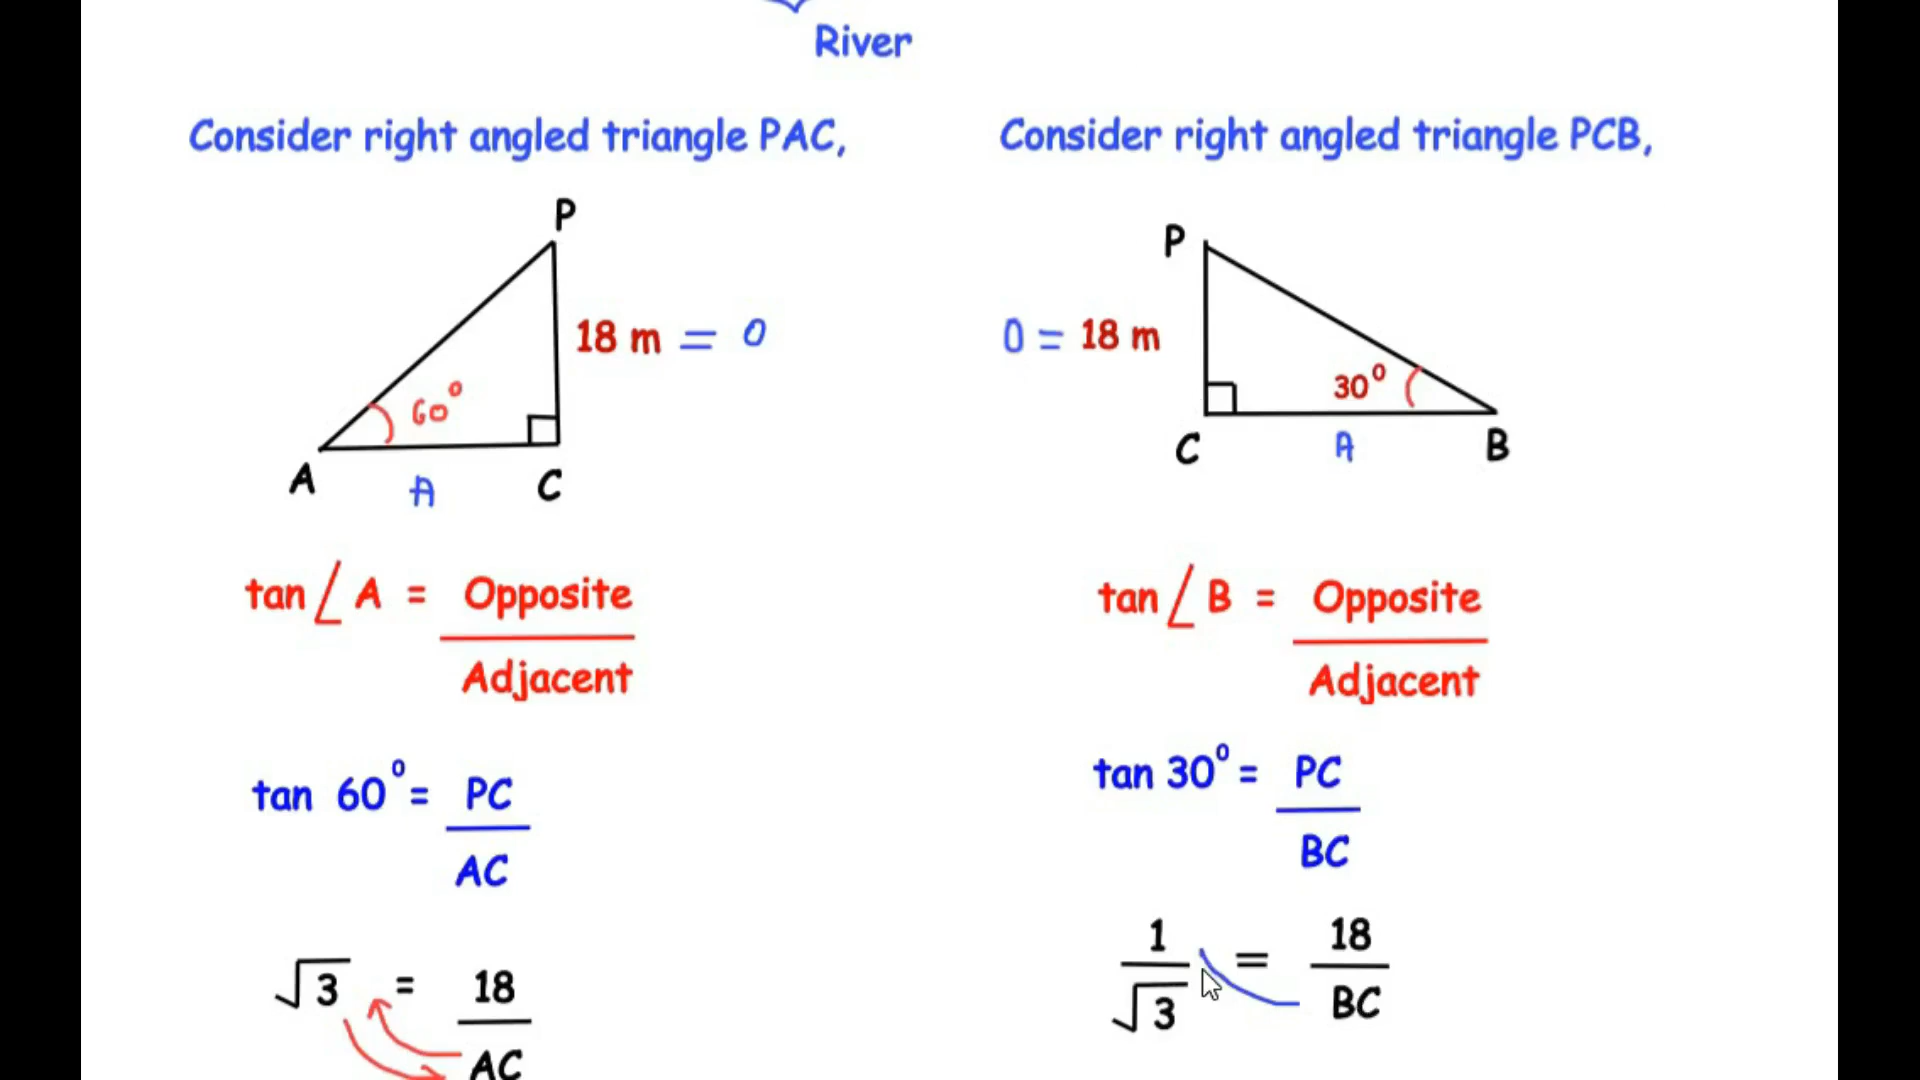 River
Consider right angled triangle PAC,
P
18 m = O
60°
A
A
C
tan ∠A = Opposite
Adjacent
tan 60° = PC
AC
√3 = 18
AC
Consider right angled triangle PCB,
P
O = 18 m
30°
C
A
B
tan ∠B = Opposite
Adjacent
tan 30° = PC
BC
1
√3
=
18
BC